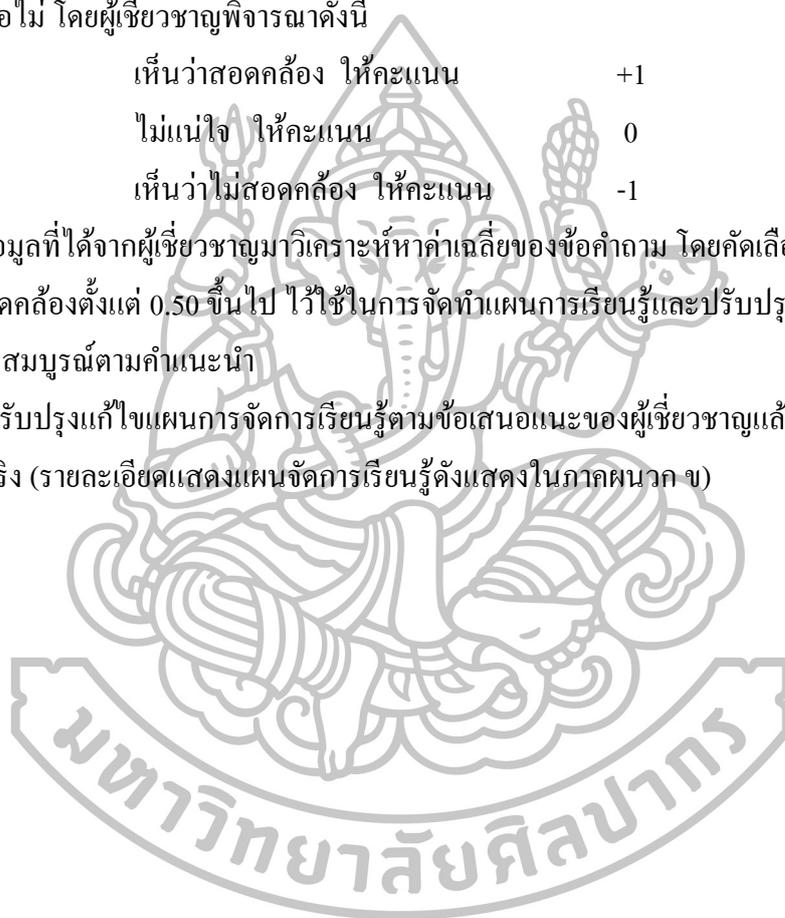 อไม่ โดยผู้เชี่ยวชาญพิจารณาดังนี้
เห็นว่าสอดคล้อง ให้คะแนน +1
ไม่แน่ใจ ให้คะแนน 0
เห็นว่าไม่สอดคล้อง ให้คะแนน -1
อมูลที่ได้จากผู้เชี่ยวชาญมาวิเคราะห์หาค่าเฉลี่ยของข้อคำถาม โดยคัดเลือ
ดคล้องตั้งแต่ 0.50 ขึ้นไป ไว้ใช้ในการจัดทำแผนการเรียนรู้และปรับปรุ
สมบูรณ์ตามคำแนะนำ
รับปรุงแก้ไขแผนการจัดการเรียนรู้ตามข้อเสนอแนะของผู้เชี่ยวชาญแล้
ริง (รายละเอียดแสดงแผนจัดการเรียนรู้ดังแสดงในภาคผนวก ข)
มหาวิทยาลัยศิลปากร